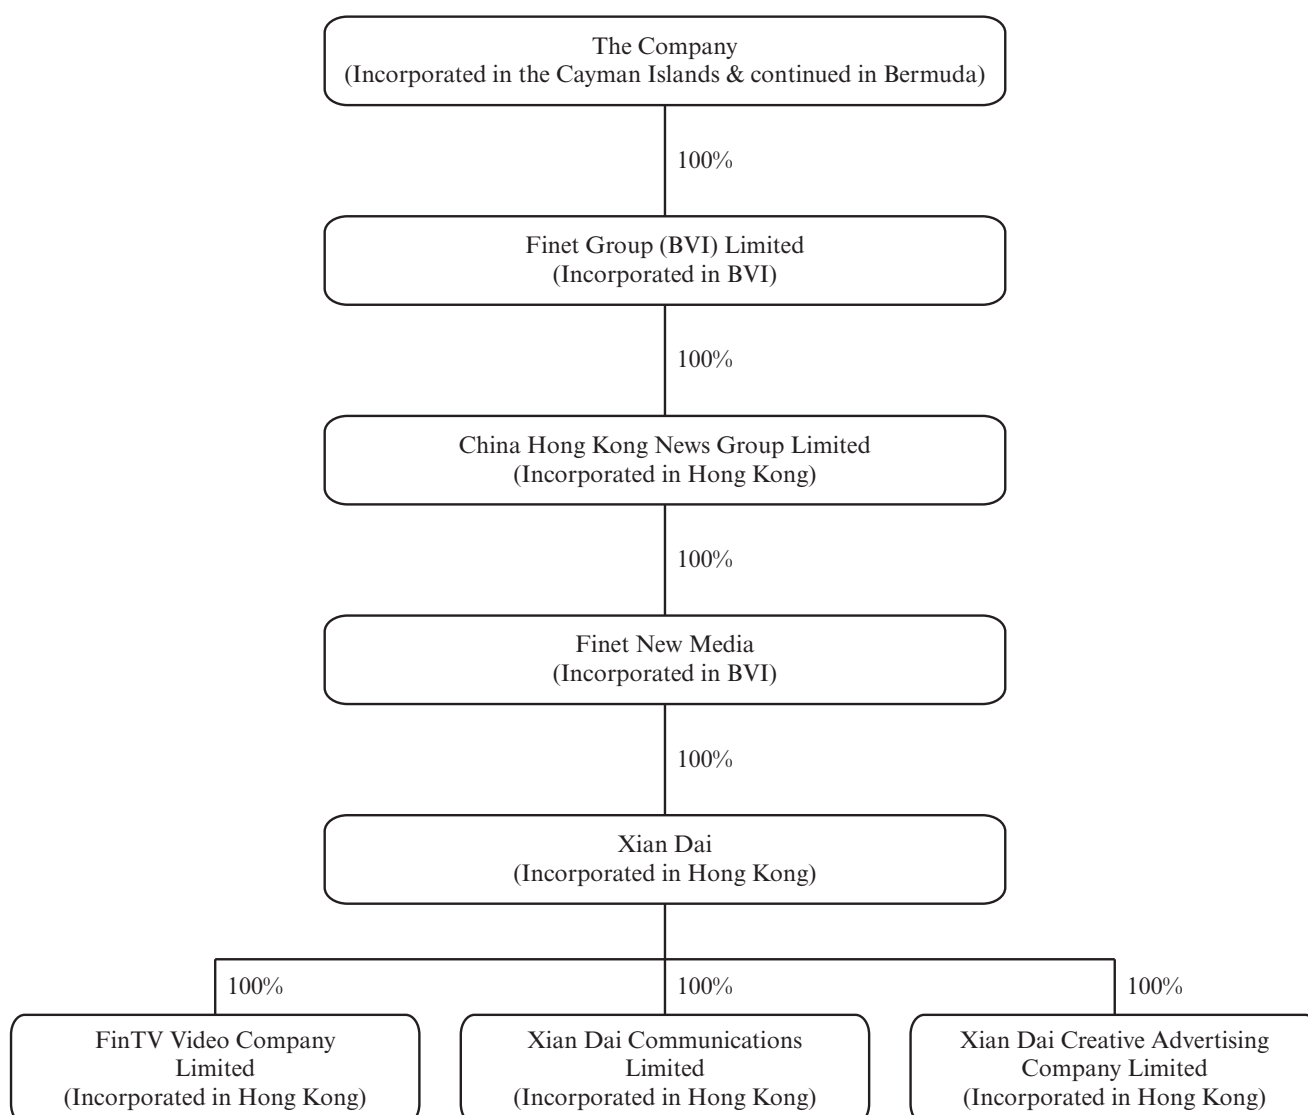 The Company
(Incorporated in the Cayman Islands & continued in Bermuda)
100%
Finet Group (BVI) Limited
(Incorporated in BVI)
100%
China Hong Kong News Group Limited
(Incorporated in Hong Kong)
100%
Finet New Media
(Incorporated in BVI)
100%
Xian Dai
(Incorporated in Hong Kong)
100%
100%
100%
FinTV Video Company
Limited
(Incorporated in Hong Kong)
Xian Dai Communications
Limited
(Incorporated in Hong Kong)
Xian Dai Creative Advertising
Company Limited
(Incorporated in Hong Kong)